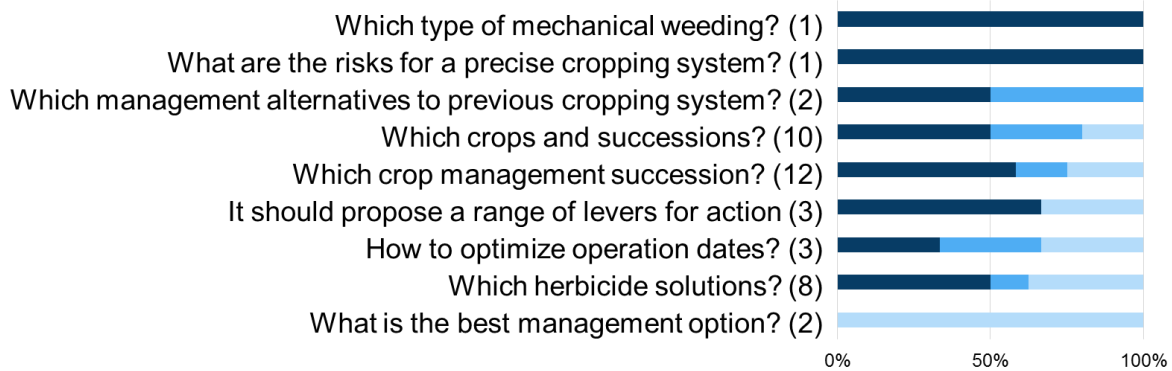 Which type of mechanical weeding? (1)
What are the risks for a precise cropping system? (1)
Which management alternatives to previous cropping system? (2)
Which crops and successions? (10)
Which crop management succession? (12)
It should propose a range of levers for action (3)
How to optimize operation dates? (3)
Which herbicide solutions? (8)
What is the best management option? (2)
0% 50% 100%